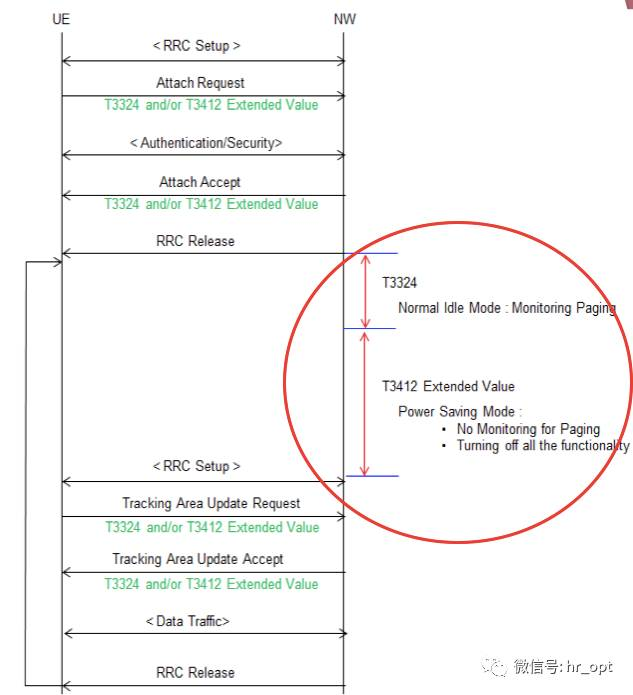 UE
NW
< RRC Setup >
Attach Request
T3324 and/or T3412 Extended Value
< Authentication/Security>
Attach Accept
T3324 and/or T3412 Extended Value
RRC Release
T3324
Normal Idle Mode : Monitoring Paging
T3412 Extended Value
Power Saving Mode :
• No Monitoring for Paging
• Turning off all the functionality
< RRC Setup >
Tracking Area Update Request
T3324 and/or T3412 Extended Value
Tracking Area Update Accept
T3324 and/or T3412 Extended Value
< Data Traffic>
RRC Release
微信号: hr_opt